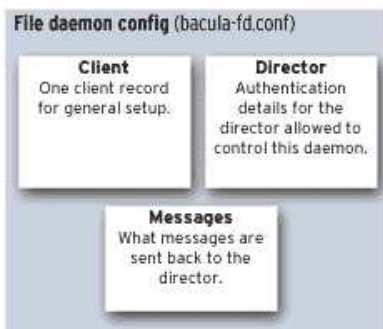 File daemon config (bacula-fd.conf)
Client
One client record
for general setup.
Director
Authentication
details for the
director allowed to
control this daemon.
Messages
What messages are
sent back to the
director.